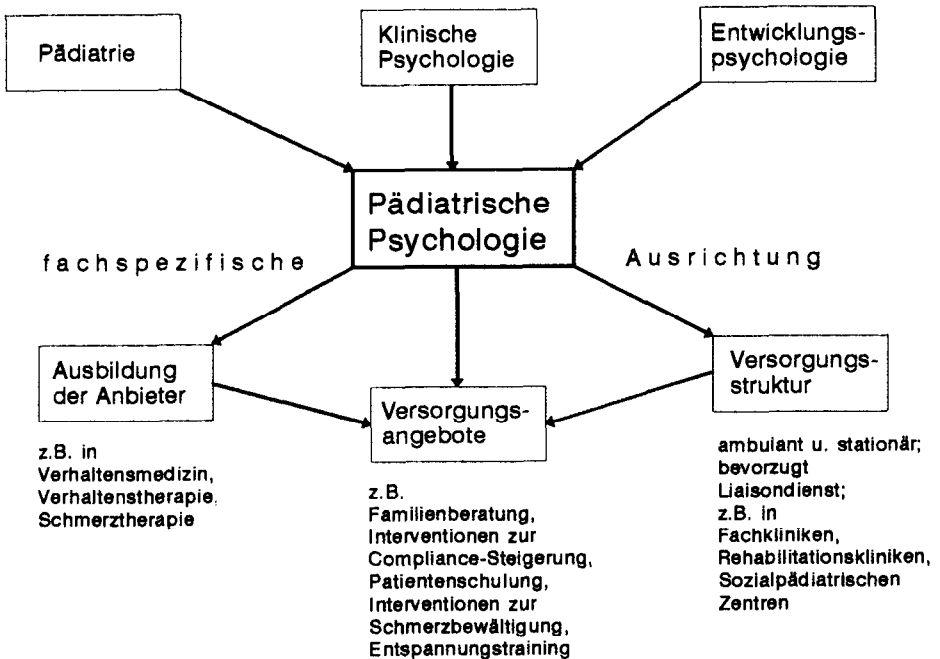 Pädiatrie
Klinische
Psychologie
Entwicklungs-
psychologie
Pädiatrische
Psychologie
fachspezifische
Ausrichtung
Ausbildung
der Anbieter
Versorgungs-
angebote
Versorgungs-
struktur
z.B. in
Verhaltensmedizin,
Verhaltenstherapie,
Schmerztherapie
z.B.
Familienberatung,
Interventionen zur
Compliance-Steigerung,
Patientenschulung,
Interventionen zur
Schmerzbewältigung,
Entspannungstraining
ambulant u. stationär;
bevorzugt
Liaisondienst;
z.B. in
Fachkliniken,
Rehabilitationskliniken,
Sozialpädiatrischen
Zentren